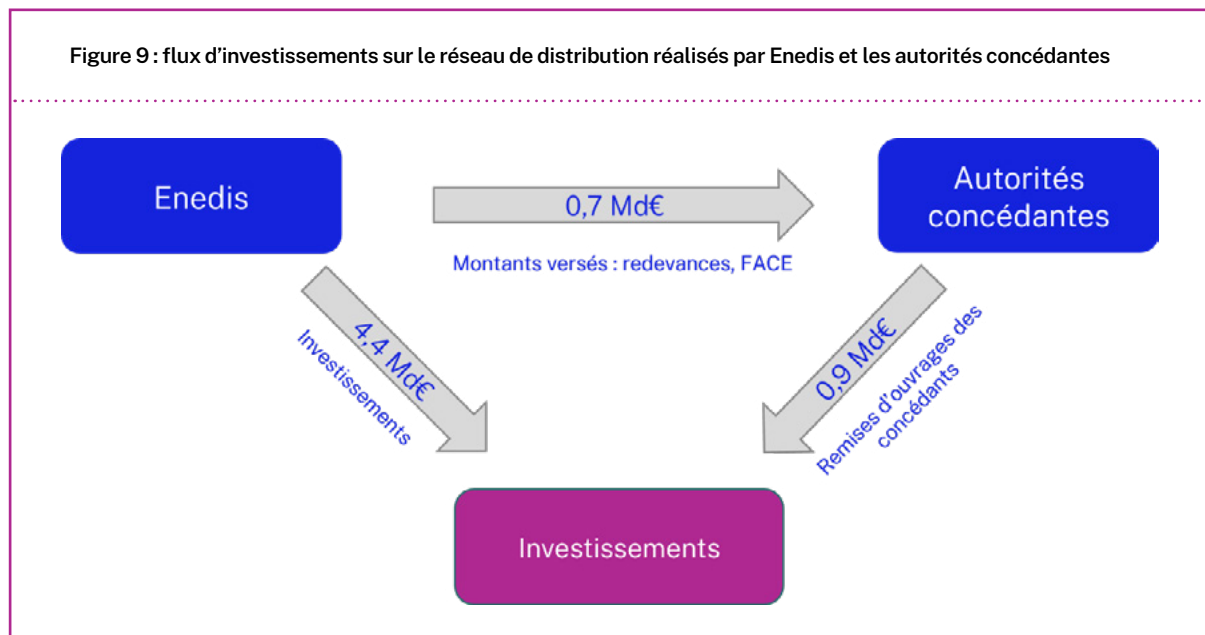 Figure 9 : flux d’investissements sur le réseau de distribution réalisés par Enedis et les autorités concédantes
Enedis
0,7 Md€
Autorités
concédantes
Montants versés : redevances, FACE
4,4 Md€
Investissements
0,9 Md€
Remises d’ouvrages des
concédants
Investissements